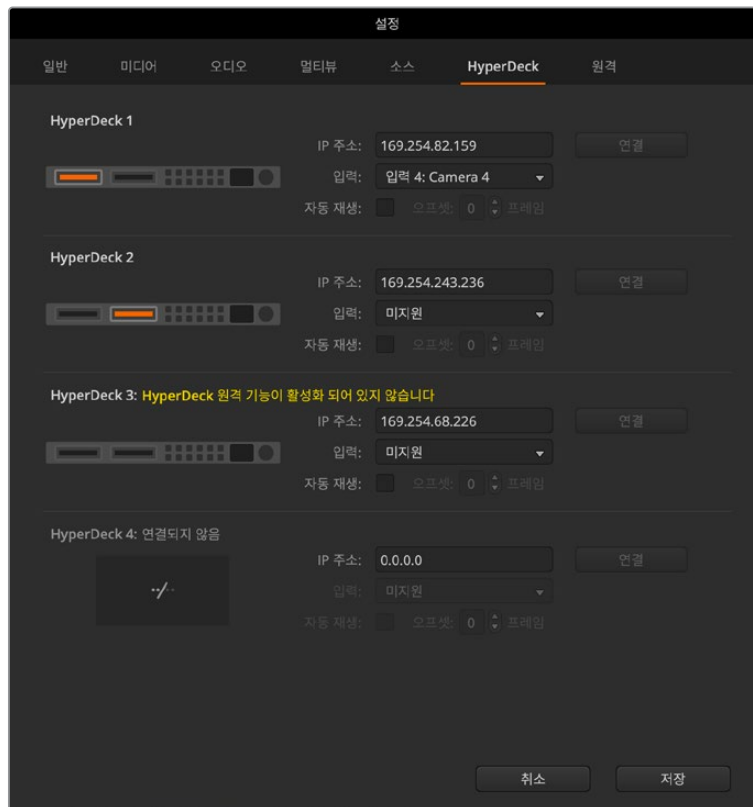 설정
일반 미디어 오디오 멀티뷰 소스 HyperDeck 원격
HyperDeck 1
IP 주소: 169.254.82.159 연결
입력: 입력 4: Camera 4
자동 재생: 오프셋: 0 프레임
HyperDeck 2
IP 주소: 169.254.243.236 연결
입력: 미지원
자동 재생: 오프셋: 0 프레임
HyperDeck 3: HyperDeck 원격 기능이 활성화 되어 있지 않습니다
IP 주소: 169.254.68.226 연결
입력: 미지원
자동 재생: 오프셋: 0 프레임
HyperDeck 4: 연결되지 않음
IP 주소: 0.0.0.0 연결
입력: 미지원
자동 재생: 오프셋: 0 프레임
취소 저장